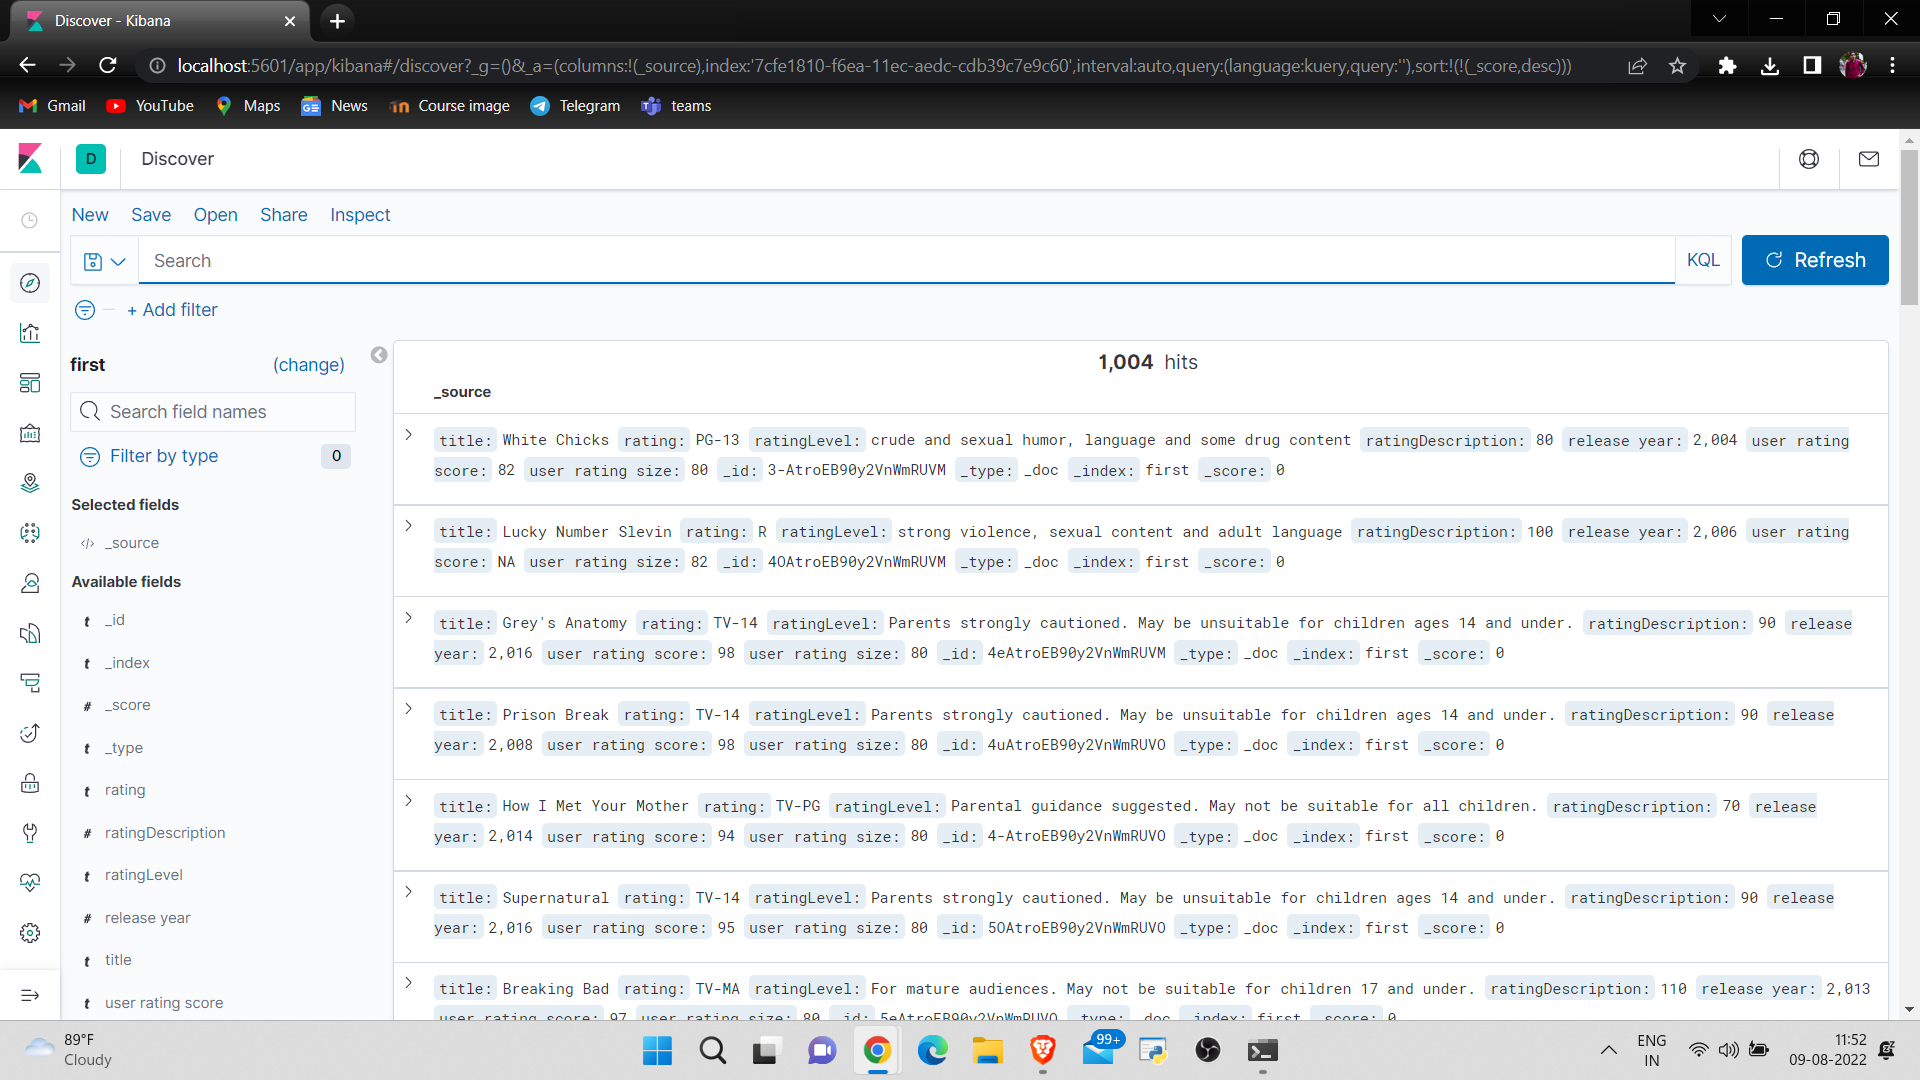 Discover - Kibana
localhost:5601/app/kibana#/discover?_g=()&_a=(columns:!(_source),index:'7cfe1810-f6ea-11ec-aedc-cdb39c7e9c60',interval:auto,query:(language:kuery,query:''),sort:!(!(_score,desc)))
Gmail YouTube Maps News Course image Telegram teams
D Discover
New Save Open Share Inspect
Search KQL Refresh
+ Add filter
first (change)
Search field names
Filter by type 0
Selected fields
</> _source
Available fields
t _id
t _index
# _score
t _type
t rating
# ratingDescription
t ratingLevel
# release year
t title
t user rating score
1,004 hits
_source
title: White Chicks rating: PG-13 ratingLevel: crude and sexual humor, language and some drug content ratingDescription: 80 release year: 2,004 user rating
score: 82 user rating size: 80 _id: 3-AtroEB90y2VnWmRUVM _type: _doc _index: first _score: 0
title: Lucky Number Slevin rating: R ratingLevel: strong violence, sexual content and adult language ratingDescription: 100 release year: 2,006 user rating
score: NA user rating size: 82 _id: 4OAtroEB90y2VnWmRUVM _type: _doc _index: first _score: 0
title: Grey's Anatomy rating: TV-14 ratingLevel: Parents strongly cautioned. May be unsuitable for children ages 14 and under. ratingDescription: 90 release
year: 2,016 user rating score: 98 user rating size: 80 _id: 4eAtroEB90y2VnWmRUVM _type: _doc _index: first _score: 0
title: Prison Break rating: TV-14 ratingLevel: Parents strongly cautioned. May be unsuitable for children ages 14 and under. ratingDescription: 90 release
year: 2,008 user rating score: 98 user rating size: 80 _id: 4uAtroEB90y2VnWmRUVO _type: _doc _index: first _score: 0
title: How I Met Your Mother rating: TV-PG ratingLevel: Parental guidance suggested. May not be suitable for all children. ratingDescription: 70 release
year: 2,014 user rating score: 94 user rating size: 80 _id: 4-AtroEB90y2VnWmRUVO _type: _doc _index: first _score: 0
title: Supernatural rating: TV-14 ratingLevel: Parents strongly cautioned. May be unsuitable for children ages 14 and under. ratingDescription: 90 release
year: 2,016 user rating score: 95 user rating size: 80 _id: 5OAtroEB90y2VnWmRUVO _type: _doc _index: first _score: 0
title: Breaking Bad rating: TV-MA ratingLevel: For mature audiences. May not be suitable for children 17 and under. ratingDescription: 110 release year: 2,013
user rating score: 97 user rating size: 80 _id: 5eAtroEB90y2VnWmRUVO _type: _doc _index: first _score: 0
89°F
Cloudy
99+
ENG
IN
11:52
09-08-2022